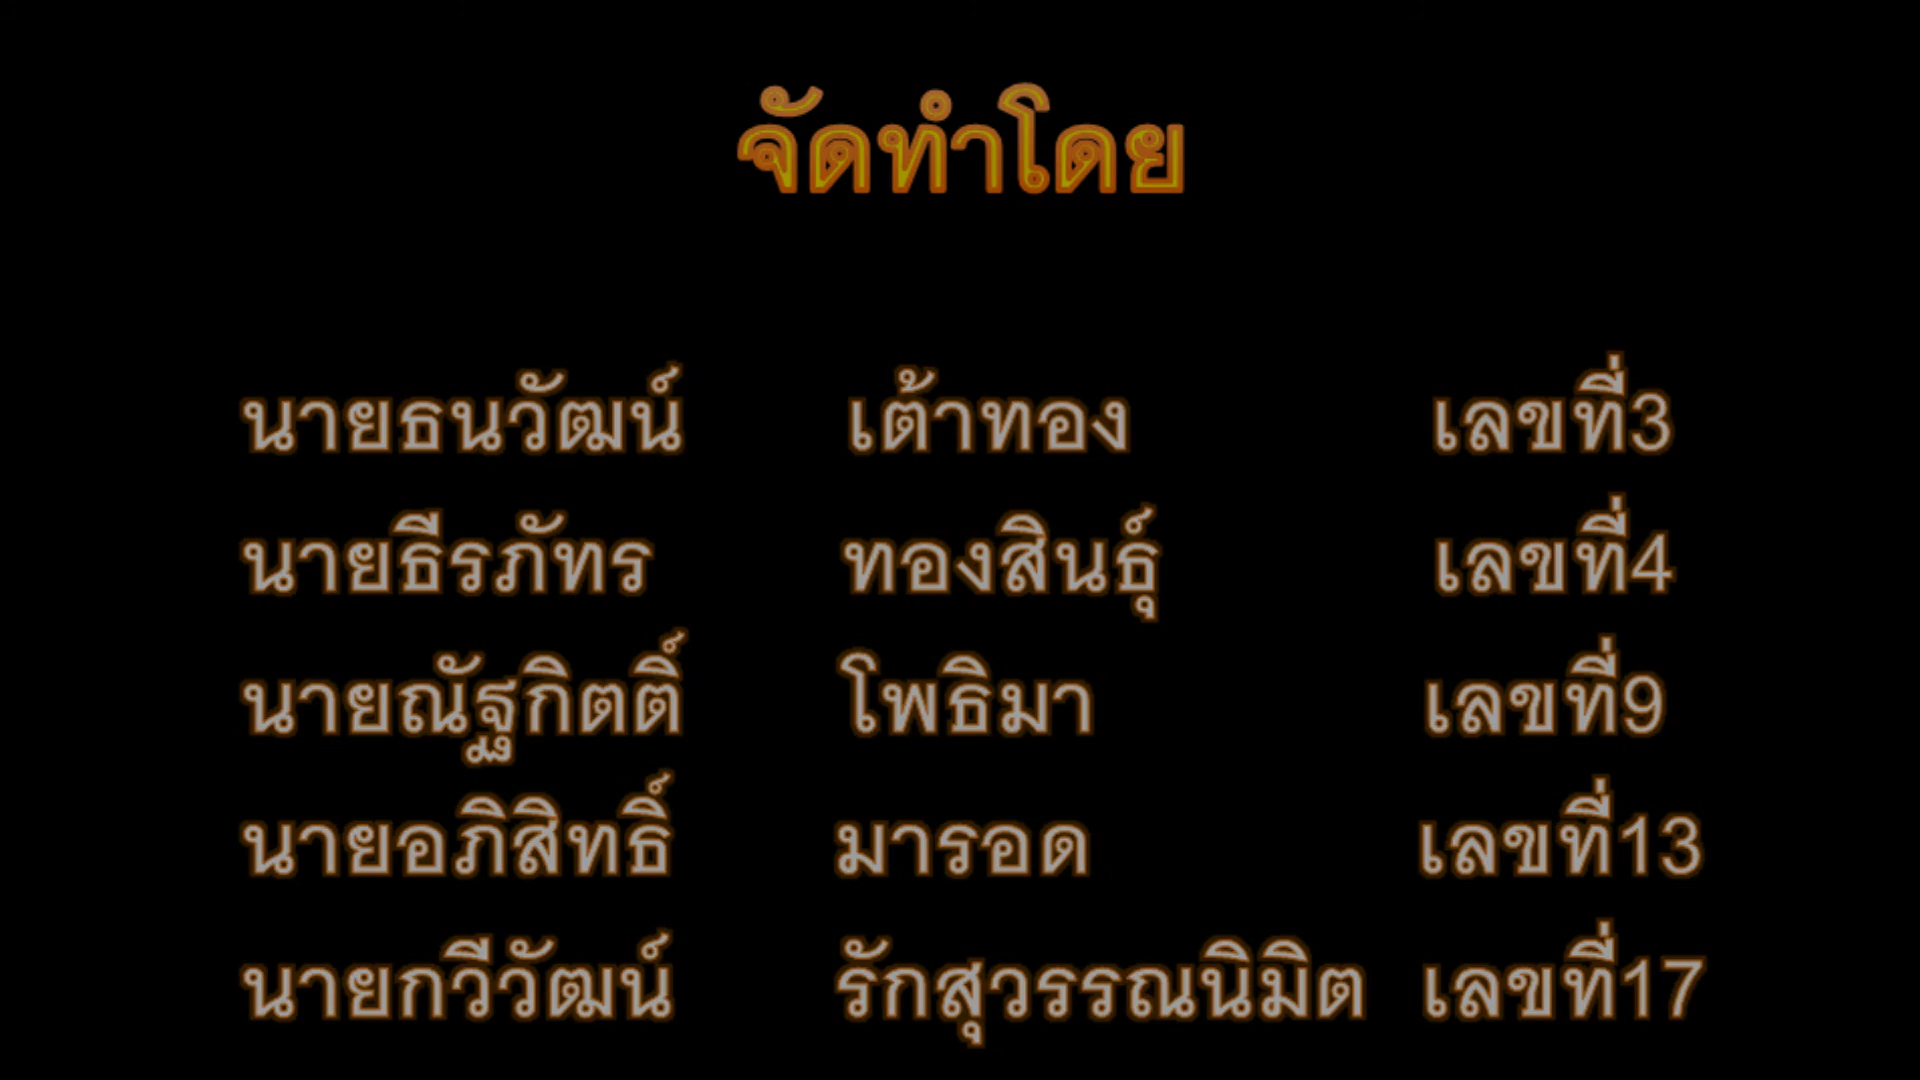 จัดทำโดย
นายธนวัฒน์ เต้าทอง เลขที่3
นายธีรภัทร ทองสินธุ์ เลขที่4
นายณัฐกิตติ์ โพธิมา เลขที่9
นายอภิสิทธิ์ มารอด เลขที่13
นายกวีวัฒน์ รักสุวรรณนิมิต เลขที่17